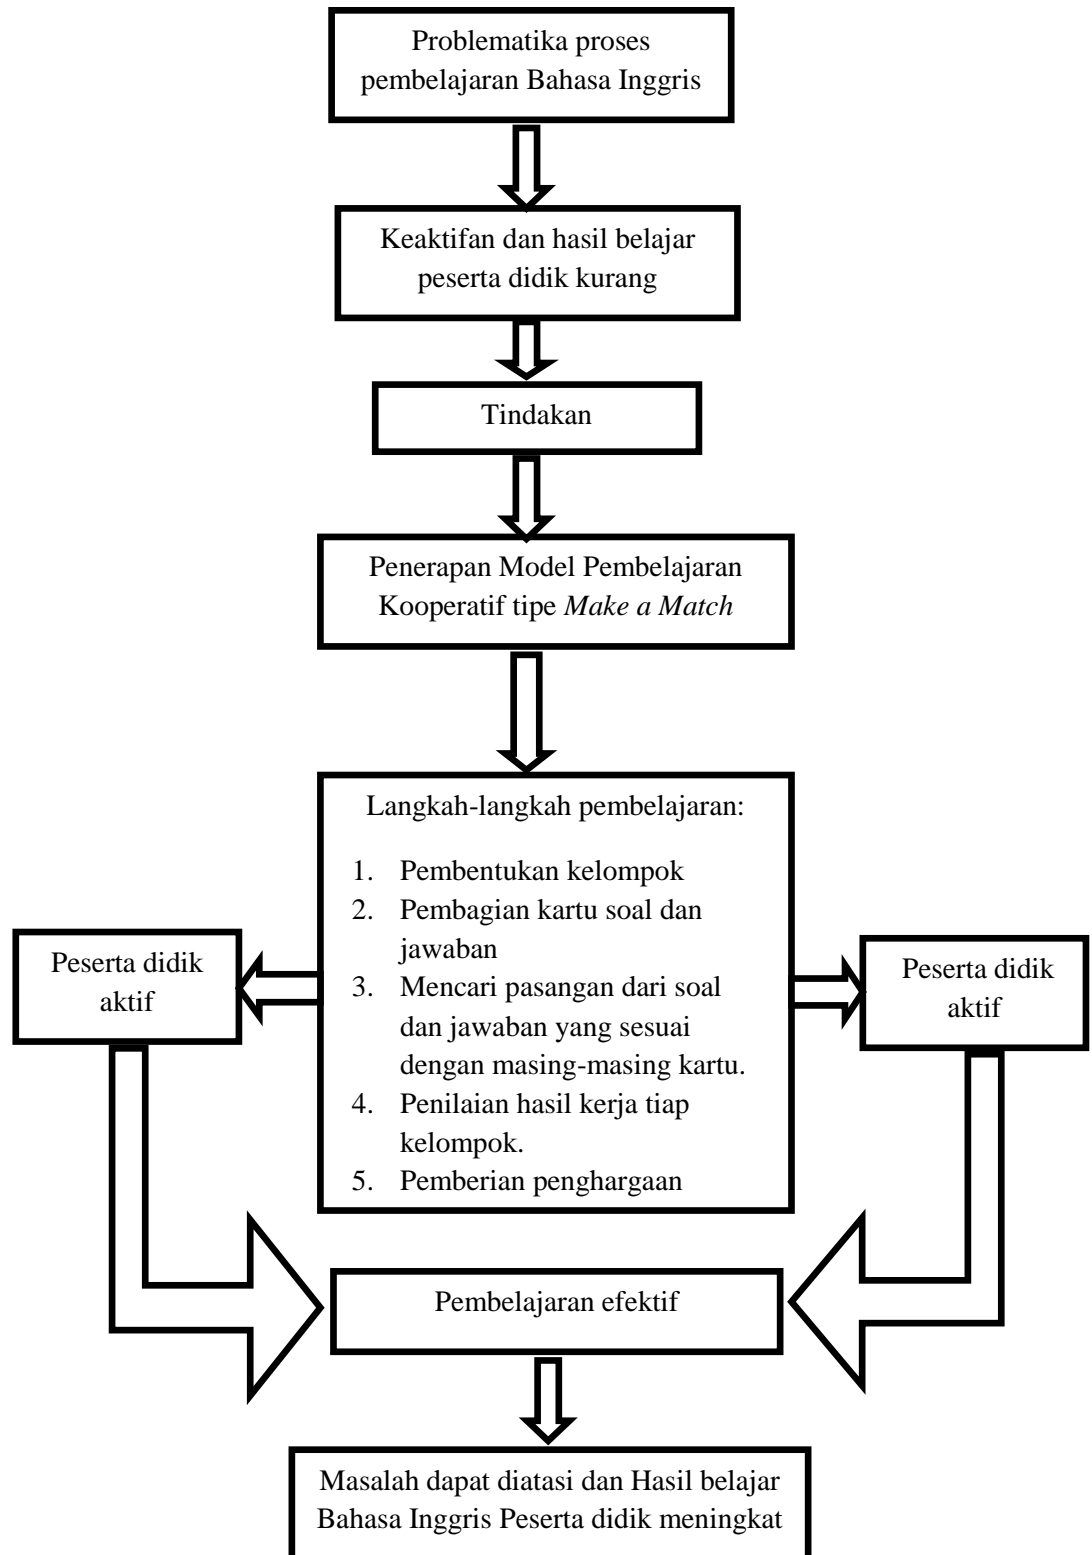 Problematika proses
pembelajaran Bahasa Inggris
Keaktifan dan hasil belajar
peserta didik kurang
Tindakan
Penerapan Model Pembelajaran
Kooperatif tipe Make a Match
Langkah-langkah pembelajaran:
1. Pembentukan kelompok
2. Pembagian kartu soal dan
jawaban
3. Mencari pasangan dari soal
dan jawaban yang sesuai
dengan masing-masing kartu.
4. Penilaian hasil kerja tiap
kelompok.
5. Pemberian penghargaan
Peserta didik
aktif
Peserta didik
aktif
Pembelajaran efektif
Masalah dapat diatasi dan Hasil belajar
Bahasa Inggris Peserta didik meningkat